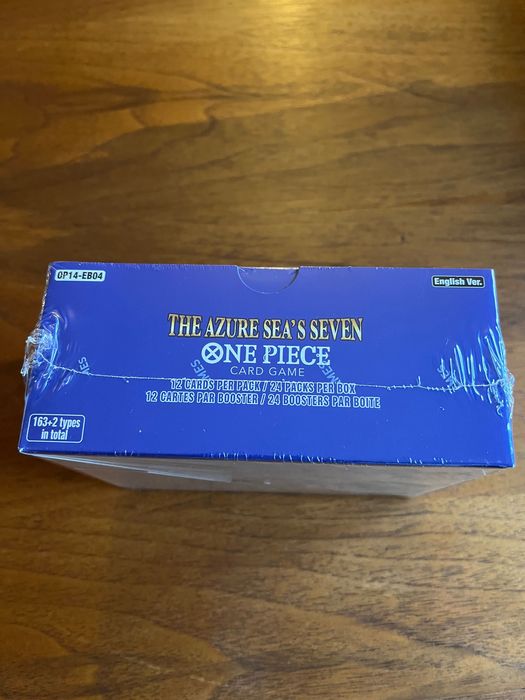 OP14-EB04
English Ver.
THE AZURE SEA'S SEVEN
ONE PIECE
CARD GAME
12 CARDS PER PACK / 24 PACKS PER BOX
12 CARTES PAR BOOSTER / 24 BOOSTERS PAR BOITE
163+2 types
in total